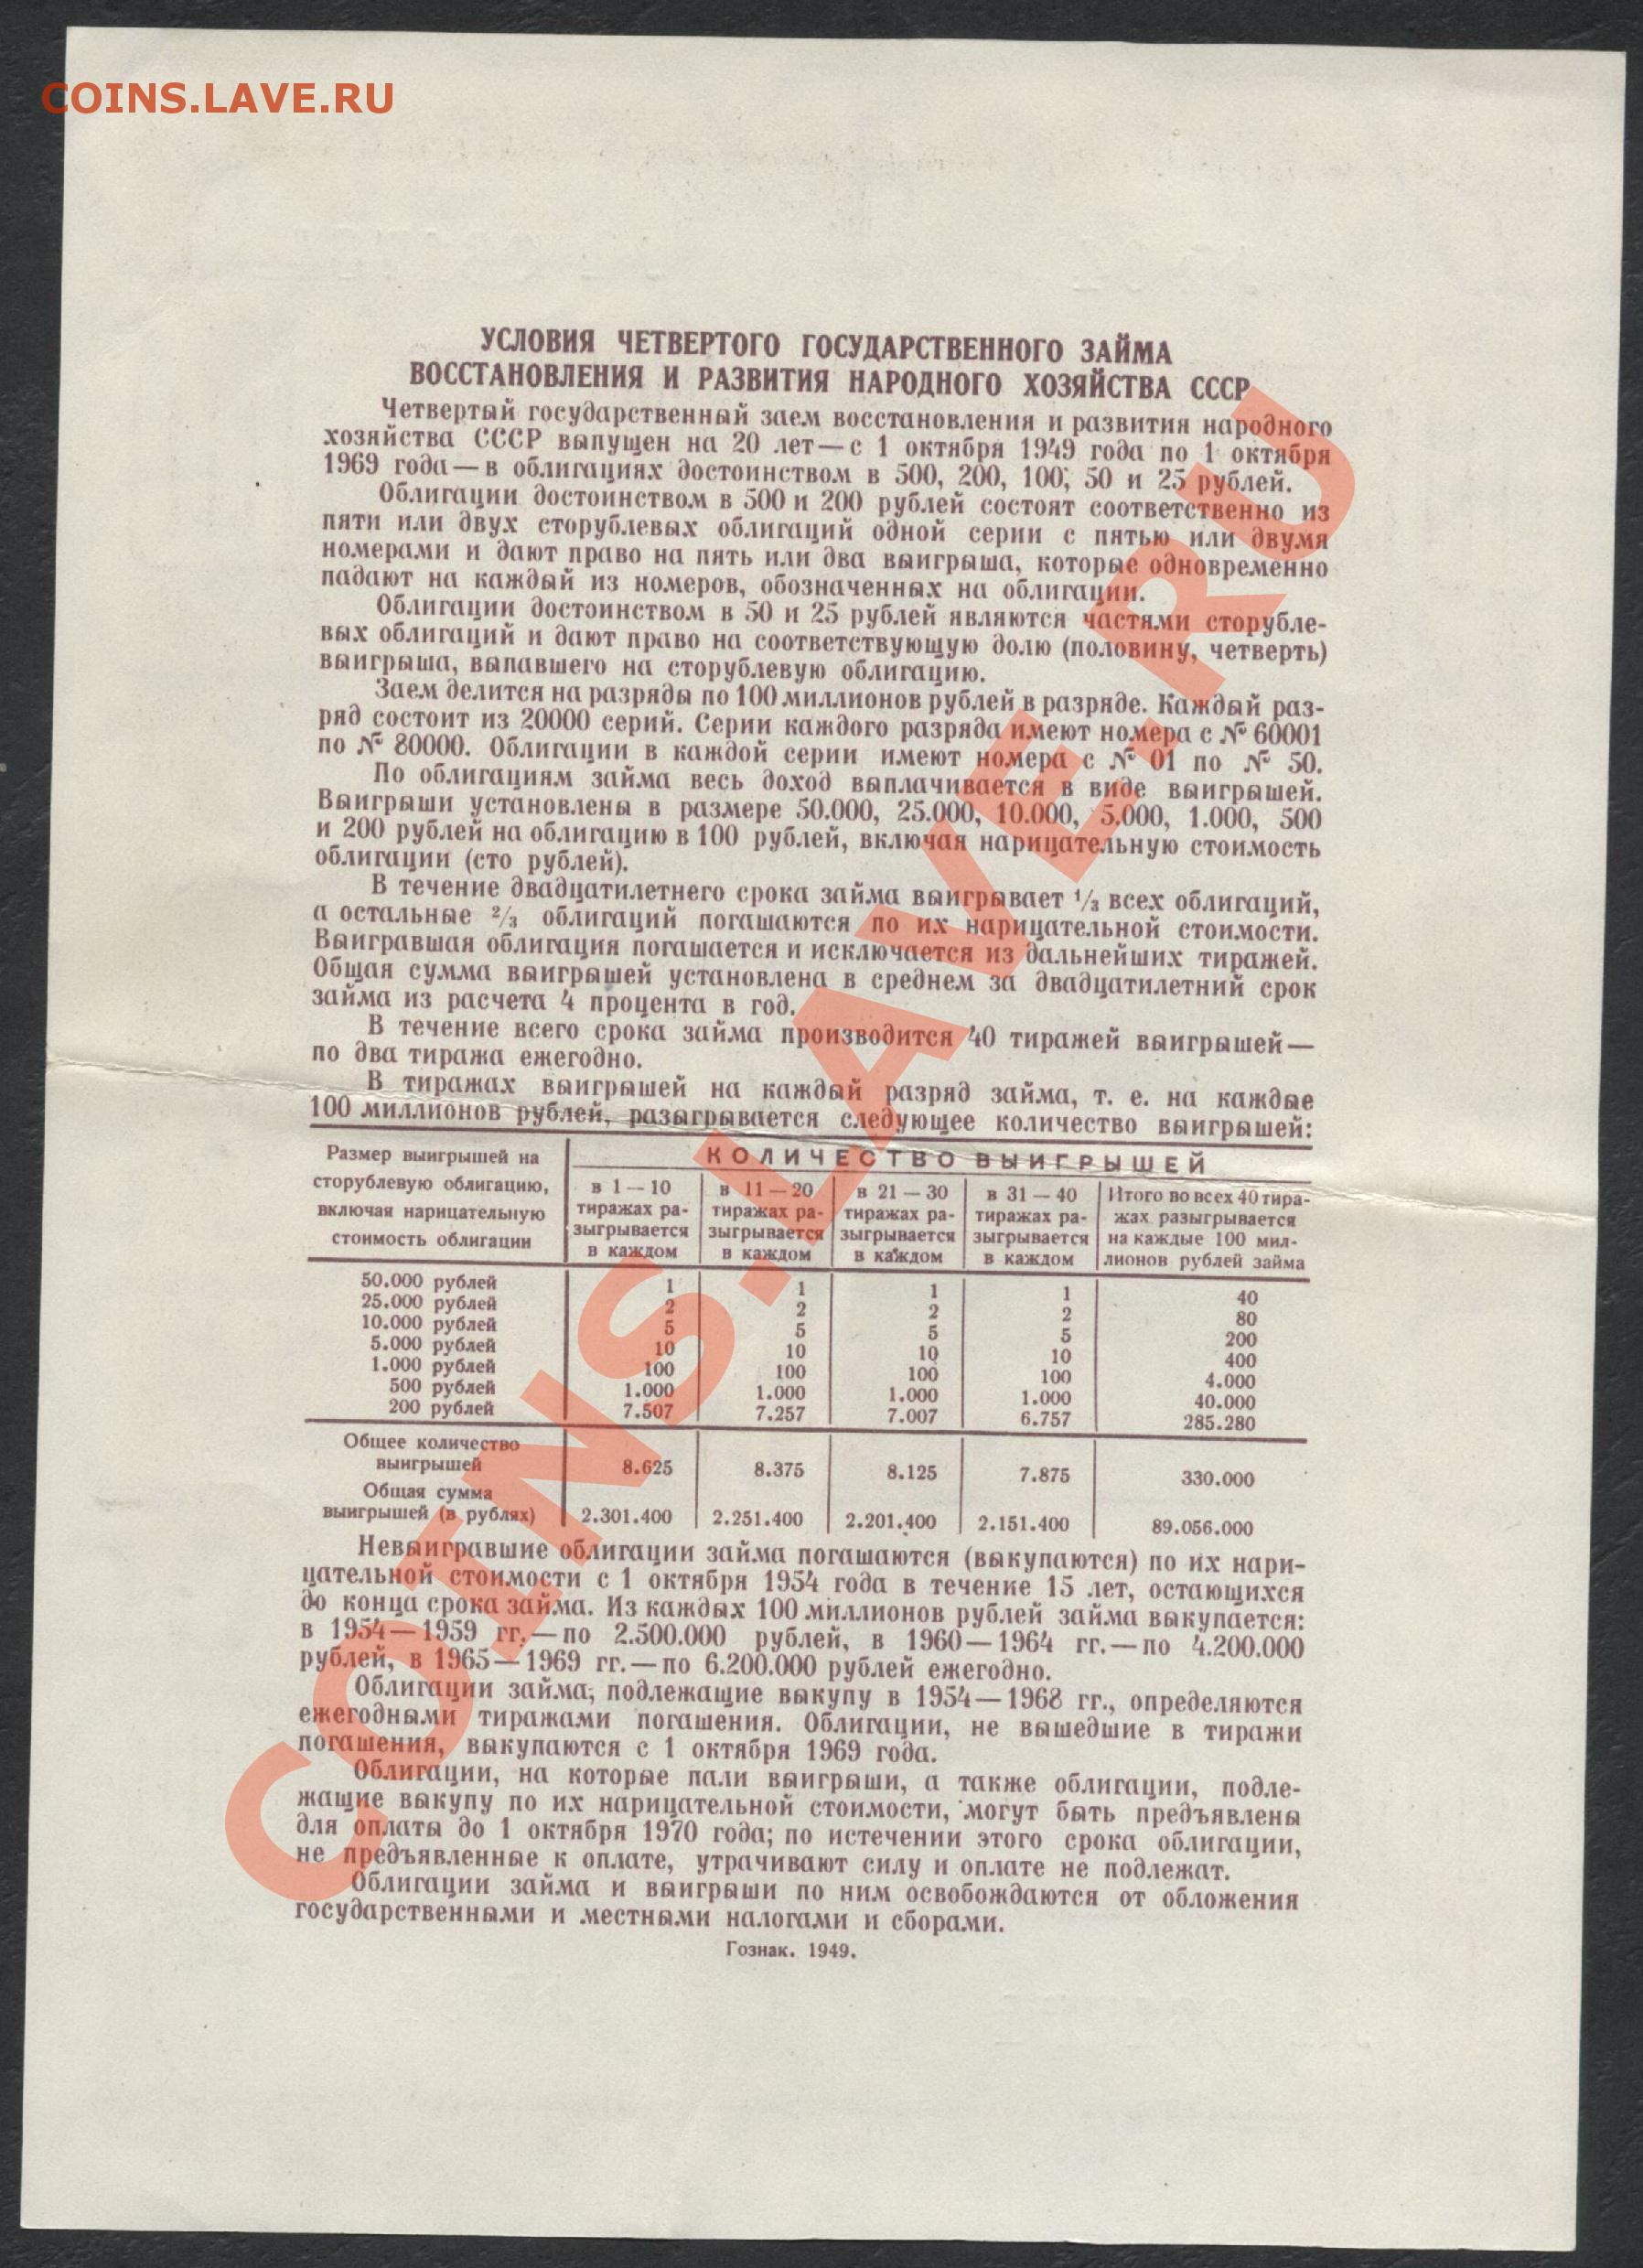 COINS.LAVE.RU
УСЛОВИЯ ЧЕТВЕРТОГО ГОСУДАРСТВЕННОГО ЗАЙМА
ВОССТАНОВЛЕНИЯ И РАЗВИТИЯ НАРОДНОГО ХОЗЯЙСТВА СССР
Четвертый государственный заем восстановления и развития народного
хозяйства СССР выпущен на 20 лет—с 1 октября 1949 года по 1 октября
1969 года—в облигациях достоинством в 500, 200, 100, 50 и 25 рублей.
Облигации достоинством в 500 и 200 рублей состоят соответственно из
пяти или двух сторублевых облигаций одной серии с пятью или двумя
номерами и дают право на пять или два выигрыша, которые одновременно
падают на каждый из номеров, обозначенных на облигации.
Облигации достоинством в 50 и 25 рублей являются частями сторубле-
вых облигаций и дают право на соответствующую долю (половину, четверть)
выигрыша, выпавшего на сторублевую облигацию.
Заем делится на разряды по 100 миллионов рублей в разряде. Каждый раз-
ряд состоит из 20000 серий. Серии каждого разряда имеют номера с № 60001
по № 80000. Облигации в каждой серии имеют номера с № 01 по № 50.
По облигациям займа весь доход выплачивается в виде выигрышей.
Выигрыши установлены в размере 50.000, 25.000, 10.000, 5.000, 1.000, 500
и 200 рублей на облигацию в 100 рублей, включая нарицательную стоимость
облигации (сто рублей).
В течение двадцатилетнего срока займа выигрывает 1/3 всех облигаций,
а остальные 2/3 облигаций погашаются по их нарицательной стоимости.
Выигравшая облигация погашается и исключается из дальнейших тиражей.
Общая сумма выигрышей установлена в среднем за двадцатилетний срок
займа из расчета 4 процента в год.
В течение всего срока займа производится 40 тиражей выигрышей—
по два тиража ежегодно.
В тиражах выигрышей на каждый разряд займа, т. е. на каждые
100 миллионов рублей, разыгрывается следующее количество выигрышей:
Размер выигрышей на
сторублевую облигацию,
включая нарицательную
стоимость облигации
КОЛИЧЕСТВО ВЫИГРЫШЕЙ
в 1—10
тиражах ра-
зыгрывается
в каждом
в 11—20
тиражах ра-
зыгрывается
в каждом
в 21—30
тиражах ра-
зыгрывается
в каждом
в 31—40
тиражах ра-
зыгрывается
в каждом
Итого во всех 40 тира-
жах разыгрывается
на каждые 100 мил-
лионов рублей займа
50.000 рублей 1 1 1 1 40
25.000 рублей 2 2 2 2 80
10.000 рублей 5 5 5 5 200
5.000 рублей 10 10 10 10 400
1.000 рублей 100 100 100 100 4.000
500 рублей 1.000 1.000 1.000 1.000 40.000
200 рублей 7.507 7.257 7.007 6.757 285.280
Общее количество
выигрышей 8.625 8.375 8.125 7.875 330.000
Общая сумма
выигрышей (в рублях) 2.301.400 2.251.400 2.201.400 2.151.400 89.056.000
Невыигравшие облигации займа погашаются (выкупаются) по их нари-
цательной стоимости с 1 октября 1954 года в течение 15 лет, остающихся
до конца срока займа. Из каждых 100 миллионов рублей займа выкупается:
в 1954—1959 гг.—по 2.500.000 рублей, в 1960—1964 гг.—по 4.200.000
рублей, в 1965—1969 гг.—по 6.200.000 рублей ежегодно.
Облигации займа, подлежащие выкупу в 1954—1968 гг., определяются
ежегодными тиражами погашения. Облигации, не вышедшие в тиражи
погашения, выкупаются с 1 октября 1969 года.
Облигации, на которые пали выигрыши, а также облигации, подле-
жащие выкупу по их нарицательной стоимости, могут быть предъявлены
для оплаты до 1 октября 1970 года; по истечении этого срока облигации,
не предъявленные к оплате, утрачивают силу и оплате не подлежат.
Облигации займа и выигрыши по ним освобождаются от обложения
государственными и местными налогами и сборами.
Гознак. 1949.
COINS.LAVE.RU